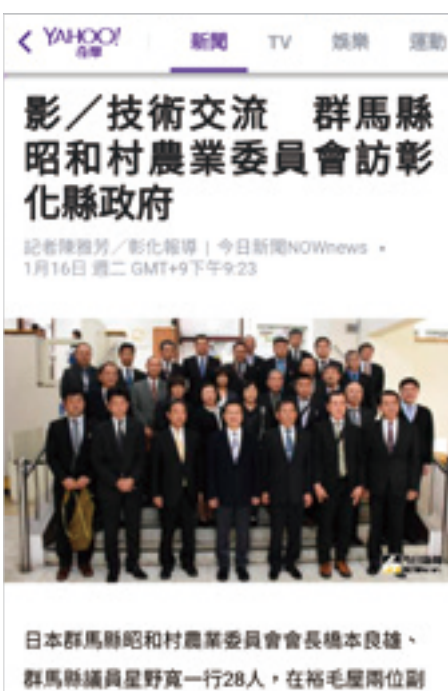 YAHOO!
奇摩
新聞 TV 娛樂 運動
影／技術交流　群馬縣
昭和村農業委員會訪彰
化縣政府
記者陳雅芳／彰化報導 | 今日新聞NOWnews •
1月16日 週二 GMT+9下午9:23
日本群馬縣昭和村農業委員會會長橋本良雄、
群馬縣議員星野寬一行28人，在裕毛屋兩位副